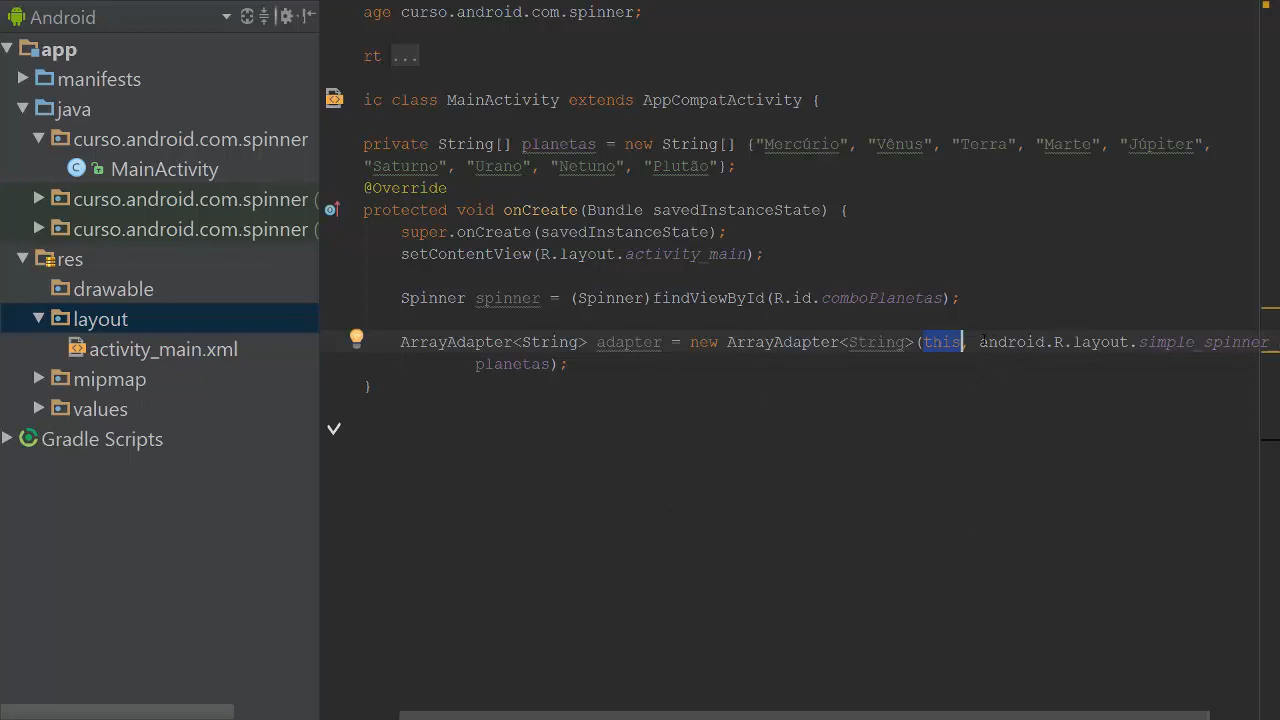 Android
app
manifests
java
curso.android.com.spinner
MainActivity
curso.android.com.spinner (
curso.android.com.spinner (
res
drawable
layout
activity_main.xml
mipmap
values
Gradle Scripts
age curso.android.com.spinner;
rt ...
ic class MainActivity extends AppCompatActivity {
private String[] planetas = new String[] {"Mercúrio", "Vênus", "Terra", "Marte", "Júpiter",
"Saturno", "Urano", "Netuno", "Plutão"};
@Override
protected void onCreate(Bundle savedInstanceState) {
super.onCreate(savedInstanceState);
setContentView(R.layout.activity_main);
Spinner spinner = (Spinner)findViewById(R.id.comboPlanetas);
ArrayAdapter<String> adapter = new ArrayAdapter<String>(this, android.R.layout.simple_spinner
planetas);
}